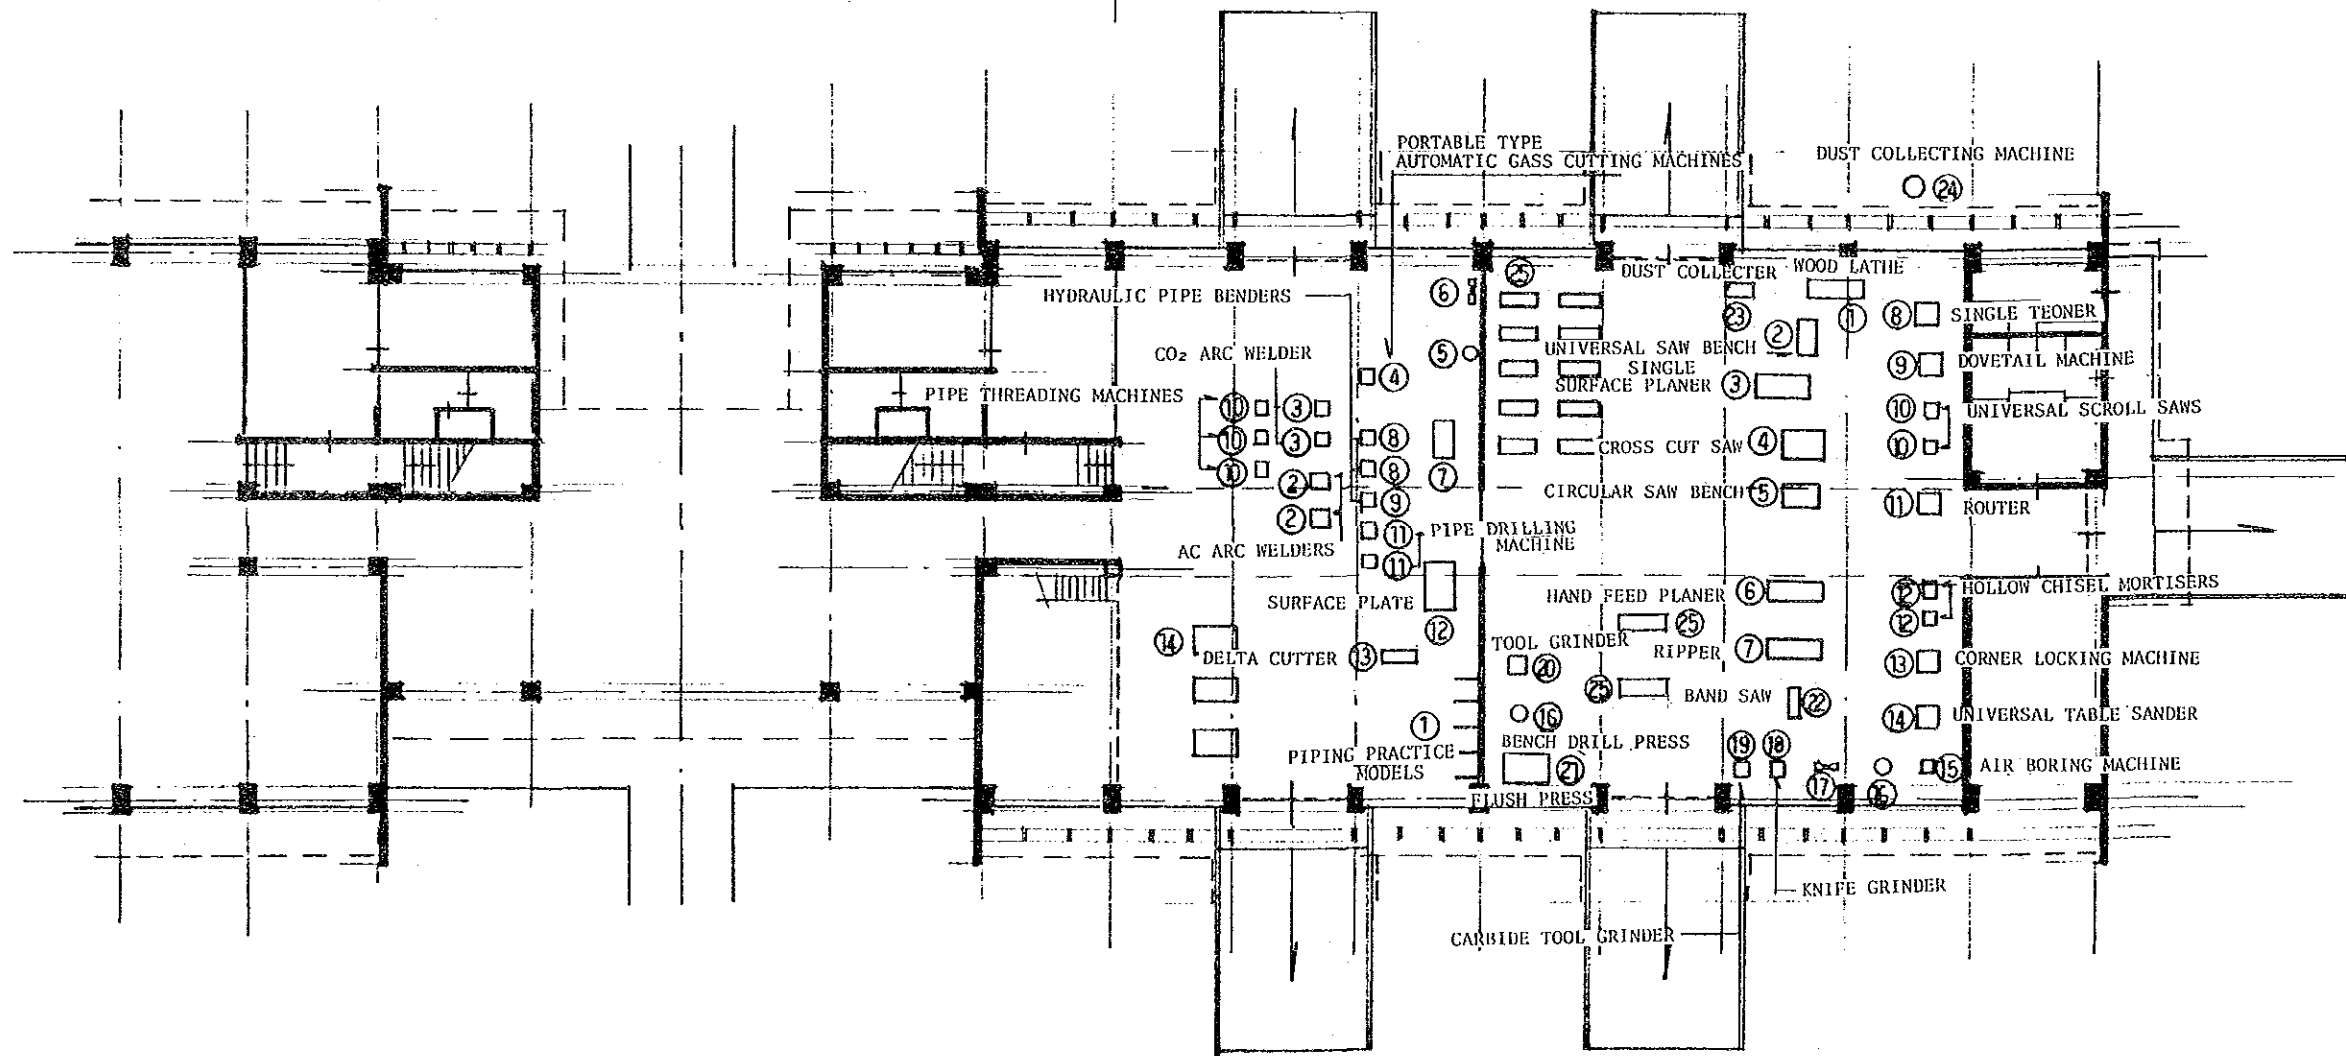 PORTABLE TYPE
AUTOMATIC GASS CUTTING MACHINES
DUST COLLECTING MACHINE
24
HYDRAULIC PIPE BENDERS
6
25
DUST COLLECTER
WOOD LATHE
23
1
2
8
SINGLE TEONER
CO₂ ARC WELDER
5
UNIVERSAL SAW BENCH
9
DOVETAIL MACHINE
4
SINGLE
SURFACE PLANER
3
PIPE THREADING MACHINES
10
3
10
UNIVERSAL SCROLL SAWS
10
3
8
CROSS CUT SAW
4
10
10
2
8
7
2
9
CIRCULAR SAW BENCH
5
11
ROUTER
AC ARC WELDERS
11
PIPE DRILLING
MACHINE
11
SURFACE PLATE
12
HAND FEED PLANER
6
12
HOLLOW CHISEL MORTISERS
12
14
DELTA CUTTER
13
TOOL GRINDER
20
25
RIPPER
7
13
CORNER LOCKING MACHINE
25
BAND SAW
22
1
16
14
UNIVERSAL TABLE SANDER
PIPING PRACTICE
MODELS
BENCH DRILL PRESS
21
19
18
17
16
15
AIR BORING MACHINE
FLUSH PRESS
KNIFE GRINDER
CARBIDE TOOL GRINDER